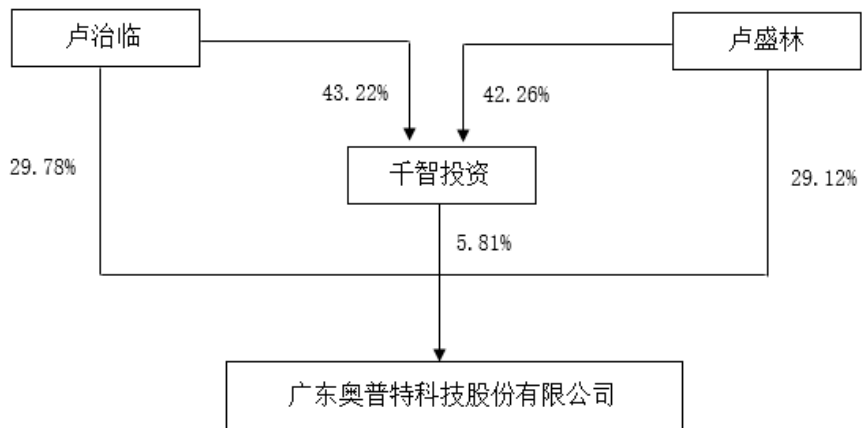 卢治临
卢盛林
43.22%
42.26%
29.78%
千智投资
29.12%
5.81%
广东奥普特科技股份有限公司